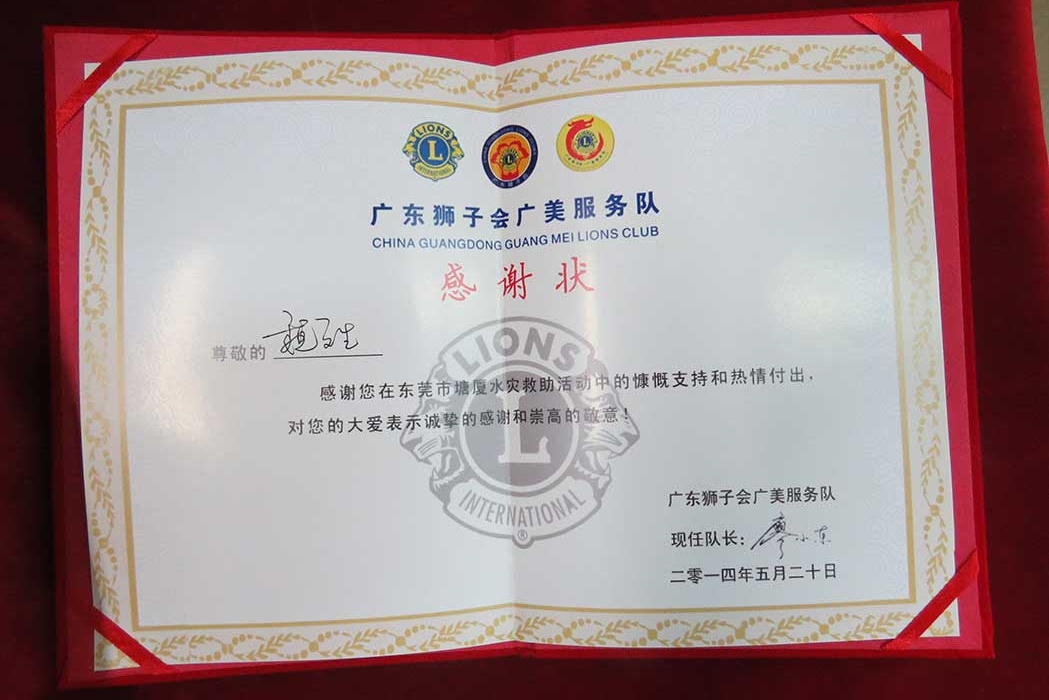 LIONS
L
INTERNATIONAL
广东狮子会广美服务队
CHINA GUANGDONG GUANG MEI LIONS CLUB
感谢状
尊敬的
感谢您在东莞市塘厦水灾救助活动中的慷慨支持和热情付出，
对您的大爱表示诚挚的感谢和崇高的敬意！
LIONS
L
INTERNATIONAL
®
广东狮子会广美服务队
现任队长：廖小东
二零一四年五月二十日